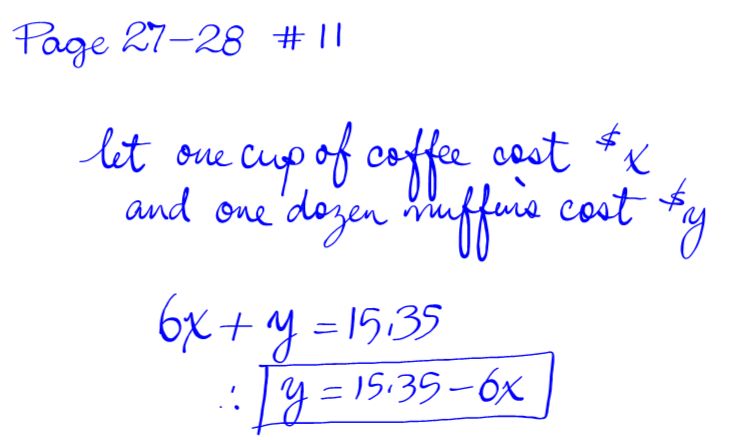 Page 27-28 # 11
let one cup of coffee cost $x
and one dozen muffins cost $y
6x + y = 15.35
∴ y = 15.35 - 6x